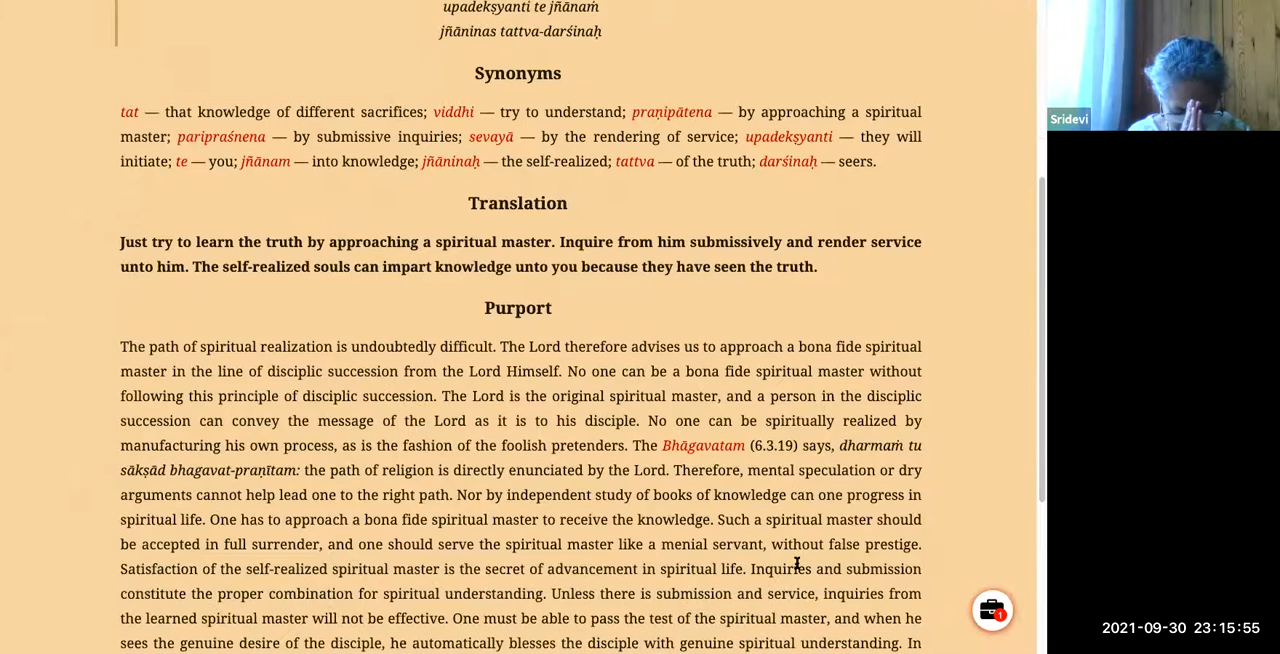 upadekṣyanti te jñānaṁ
jñāninas tattva-darśinaḥ
Synonyms
tat — that knowledge of different sacrifices; viddhi — try to understand; praṇipātena — by approaching a spiritual
master; paripraśnena — by submissive inquiries; sevayā — by the rendering of service; upadekṣyanti — they will
initiate; te — you; jñānam — into knowledge; jñāninaḥ — the self-realized; tattva — of the truth; darśinaḥ — seers.
Translation
Just try to learn the truth by approaching a spiritual master. Inquire from him submissively and render service
unto him. The self-realized souls can impart knowledge unto you because they have seen the truth.
Purport
The path of spiritual realization is undoubtedly difficult. The Lord therefore advises us to approach a bona fide spiritual
master in the line of disciplic succession from the Lord Himself. No one can be a bona fide spiritual master without
following this principle of disciplic succession. The Lord is the original spiritual master, and a person in the disciplic
succession can convey the message of the Lord as it is to his disciple. No one can be spiritually realized by
manufacturing his own process, as is the fashion of the foolish pretenders. The Bhāgavatam (6.3.19) says, dharmaṁ tu
sākṣād bhagavat-praṇītam: the path of religion is directly enunciated by the Lord. Therefore, mental speculation or dry
arguments cannot help lead one to the right path. Nor by independent study of books of knowledge can one progress in
spiritual life. One has to approach a bona fide spiritual master to receive the knowledge. Such a spiritual master should
be accepted in full surrender, and one should serve the spiritual master like a menial servant, without false prestige.
Satisfaction of the self-realized spiritual master is the secret of advancement in spiritual life. Inquiries and submission
constitute the proper combination for spiritual understanding. Unless there is submission and service, inquiries from
the learned spiritual master will not be effective. One must be able to pass the test of the spiritual master, and when he
sees the genuine desire of the disciple, he automatically blesses the disciple with genuine spiritual understanding. In
Sridevi
1
2021-09-30 23:15:55